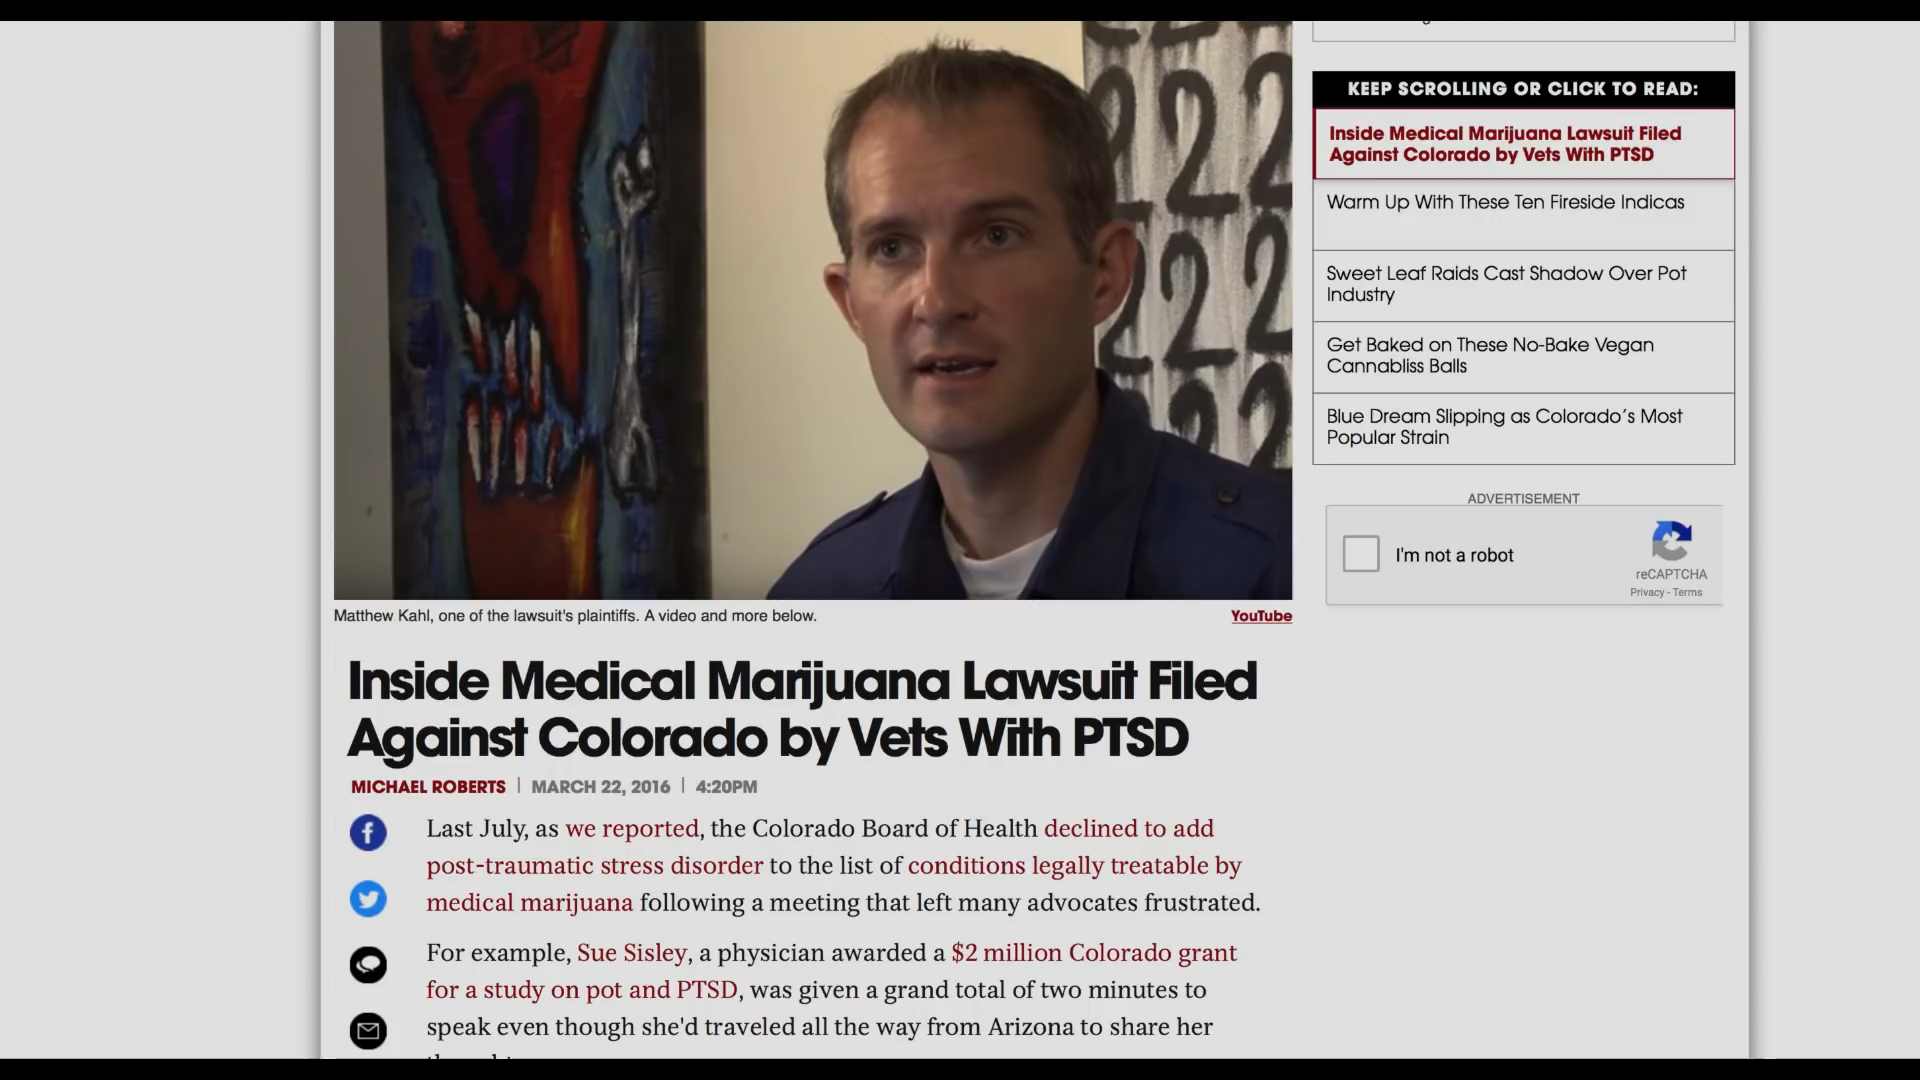 KEEP SCROLLING OR CLICK TO READ:
Inside Medical Marijuana Lawsuit Filed
Against Colorado by Vets With PTSD
Warm Up With These Ten Fireside Indicas
Sweet Leaf Raids Cast Shadow Over Pot
Industry
Get Baked on These No-Bake Vegan
Cannabliss Balls
Blue Dream Slipping as Colorado's Most
Popular Strain
ADVERTISEMENT
I'm not a robot
reCAPTCHA
Privacy - Terms
222
222
222
222
Matthew Kahl, one of the lawsuit's plaintiffs. A video and more below.
YouTube
Inside Medical Marijuana Lawsuit Filed
Against Colorado by Vets With PTSD
MICHAEL ROBERTS | MARCH 22, 2016 | 4:20PM
Last July, as we reported, the Colorado Board of Health declined to add
post-traumatic stress disorder to the list of conditions legally treatable by
medical marijuana following a meeting that left many advocates frustrated.
For example, Sue Sisley, a physician awarded a $2 million Colorado grant
for a study on pot and PTSD, was given a grand total of two minutes to
speak even though she'd traveled all the way from Arizona to share her